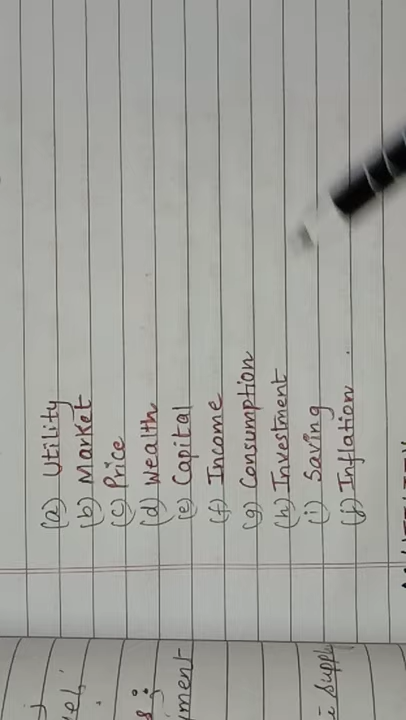 (a) Utility
(b) Market
(c) Price
(d) Wealth
(e) Capital
(f) Income
(g) Consumption
(h) Investment
(i) Saving
(j) Inflation.